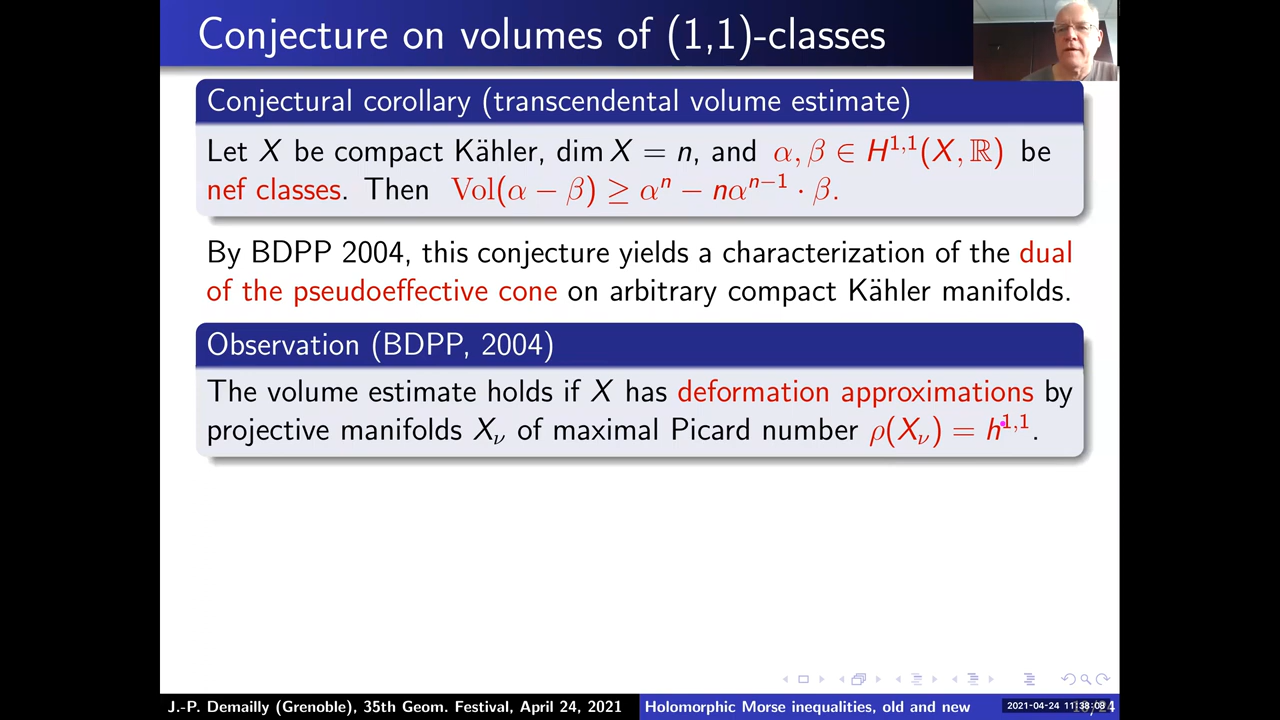 Conjecture on volumes of (1,1)-classes
Conjectural corollary (transcendental volume estimate)
Let X be compact Kähler, dim X = n, and α, β ∈ H^{1,1}(X, ℝ) be
nef classes. Then Vol(α − β) ≥ α^n − nα^{n−1} · β.
By BDPP 2004, this conjecture yields a characterization of the dual
of the pseudoeffective cone on arbitrary compact Kähler manifolds.
Observation (BDPP, 2004)
The volume estimate holds if X has deformation approximations by
projective manifolds X_ν of maximal Picard number ρ(X_ν) = h^{1,1}.
J.-P. Demailly (Grenoble), 35th Geom. Festival, April 24, 2021
Holomorphic Morse inequalities, old and new
2021-04-24 11:38:08